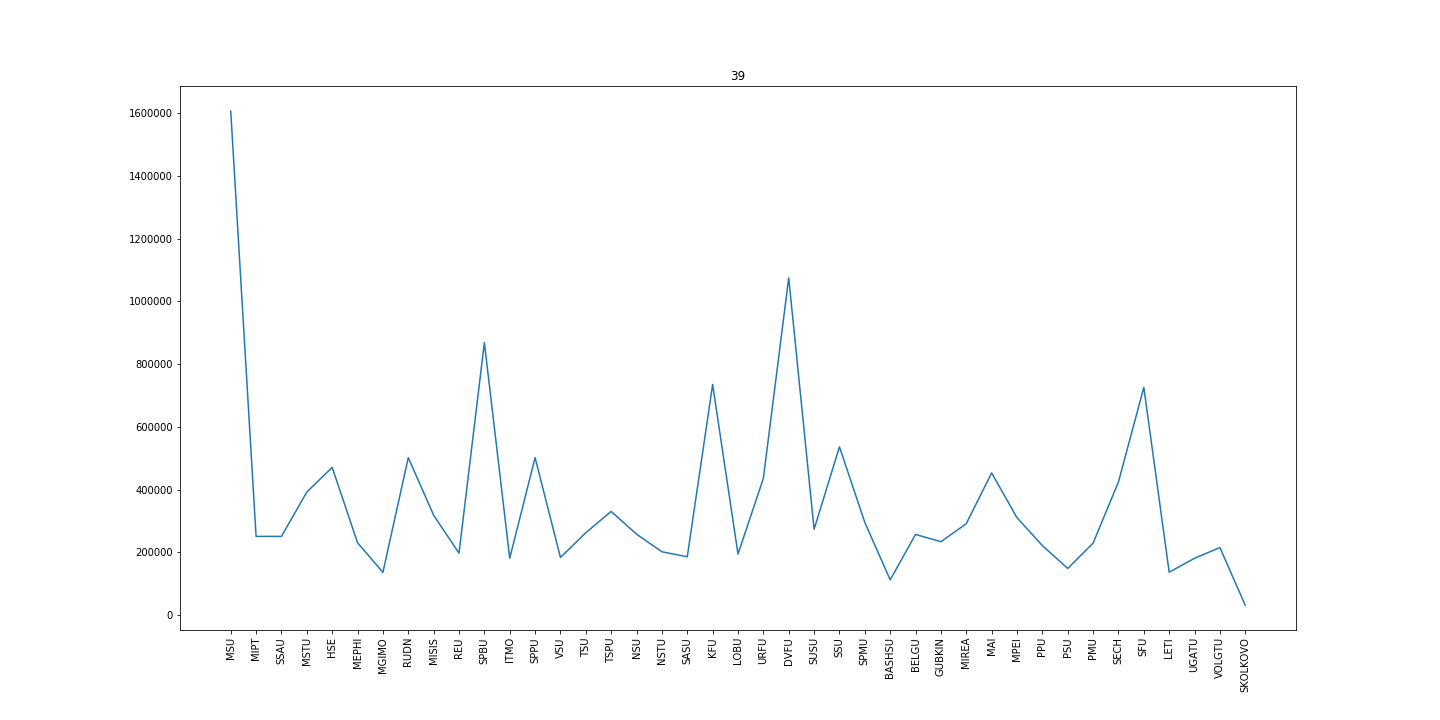 39
1600000
1400000
1200000
1000000
800000
600000
400000
200000
0
MSU
MIPT
SSAU
MSTU
HSE
MEPHI
MGIMO
RUDN
MISIS
REU
SPBU
ITMO
SPPU
VSU
TSU
TSPU
NSU
NSTU
SASU
KFU
LOBU
URFU
DVFU
SUSU
SSU
SPMU
BASHSU
BELGU
GUBKIN
MIREA
MAI
MPEI
PPU
PSU
PMU
SECH
SFU
LETI
UGATU
VOLGTU
SKOLKOVO